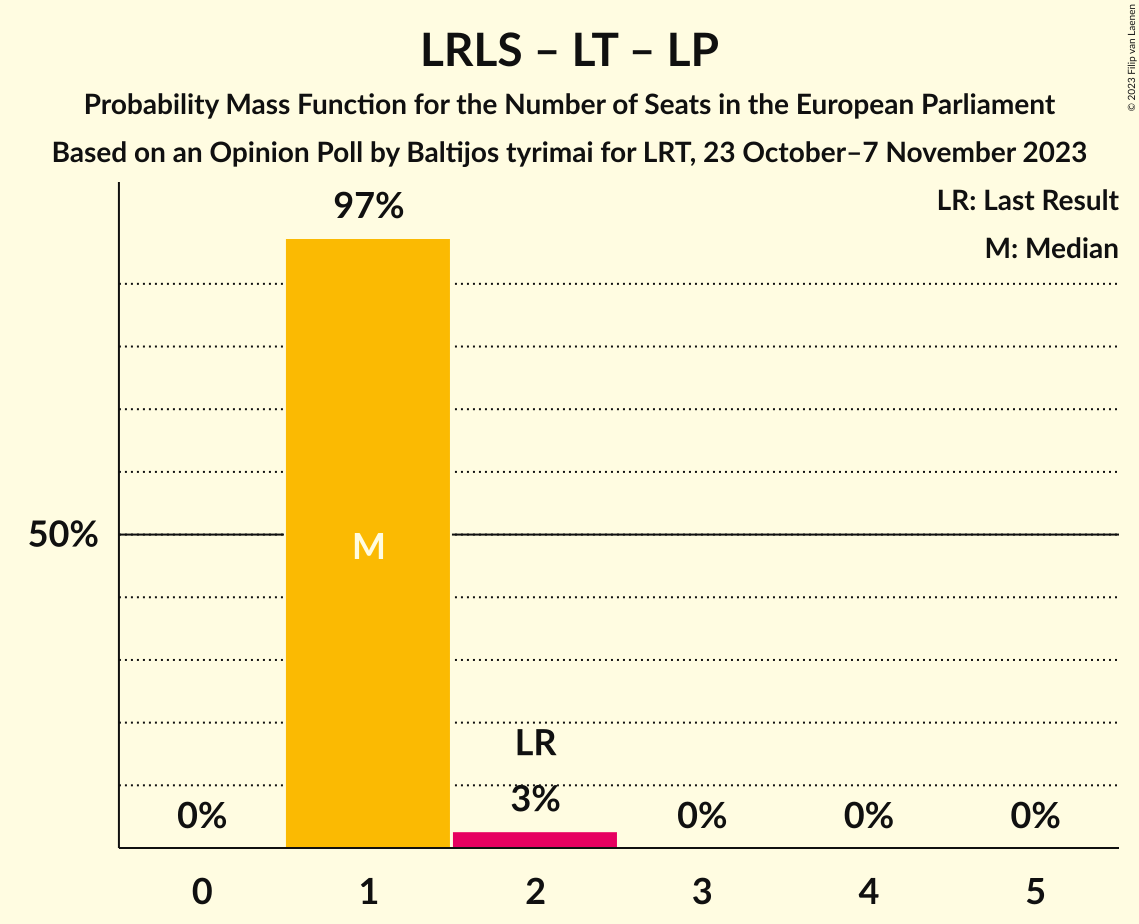 LRLS – LT – LP
Probability Mass Function for the Number of Seats in the European Parliament
Based on an Opinion Poll by Baltijos tyrimai for LRT, 23 October–7 November 2023
© 2023 Filip van Laenen
LR: Last Result
M: Median
97%
50%
M
LR
0%
3%
0%
0%
0%
0
1
2
3
4
5